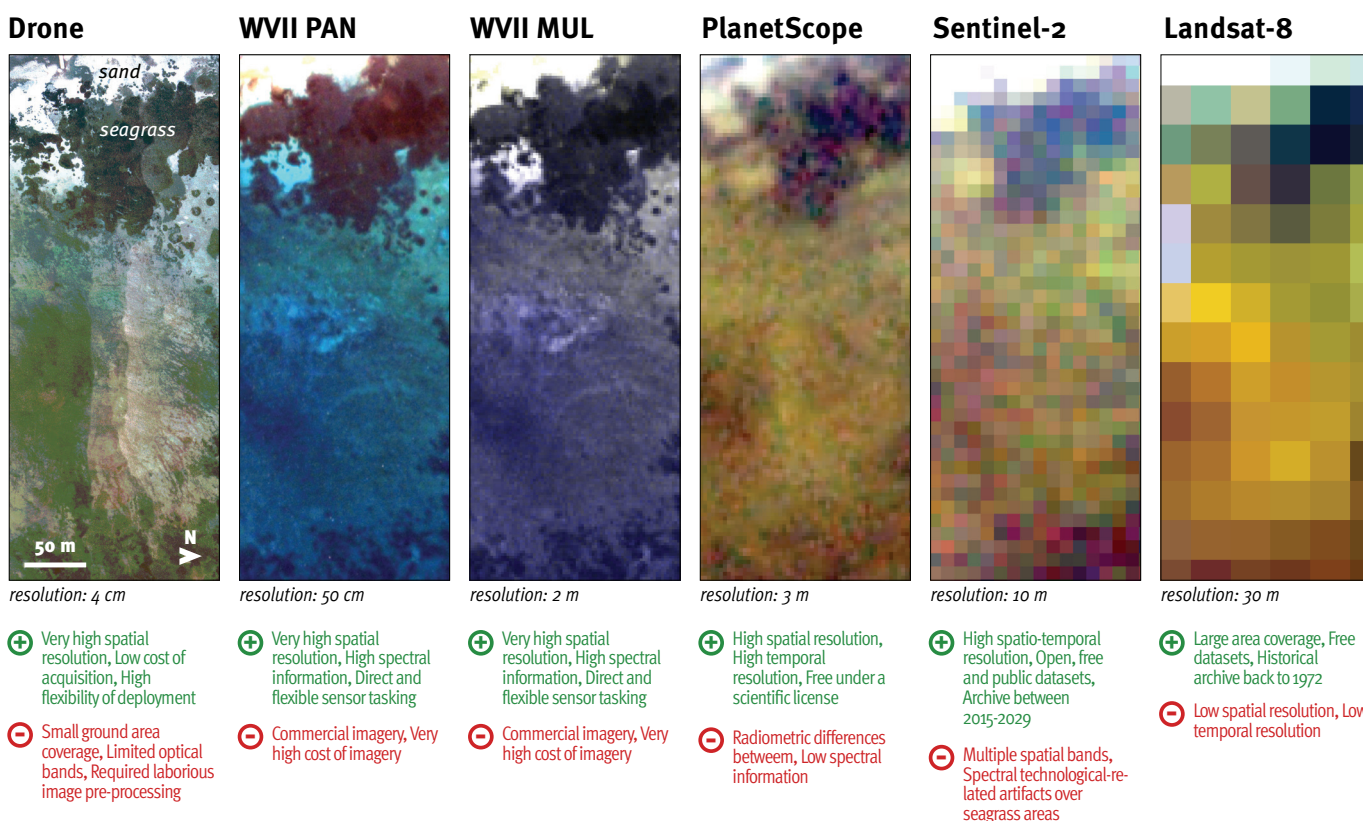 Drone
WVII PAN
WVII MUL
PlanetScope
Sentinel-2
Landsat-8
sand
seagrass
50 m
N
resolution: 4 cm
resolution: 50 cm
resolution: 2 m
resolution: 3 m
resolution: 10 m
resolution: 30 m
Very high spatial
resolution, Low cost of
acquisition, High
flexibility of deployment
Small ground area
coverage, Limited optical
bands, Required laborious
image pre-processing
Very high spatial
resolution, High spectral
information, Direct and
flexible sensor tasking
Commercial imagery, Very
high cost of imagery
Very high spatial
resolution, High spectral
information, Direct and
flexible sensor tasking
Commercial imagery, Very
high cost of imagery
High spatial resolution,
High temporal
resolution, Free under a
scientific license
Radiometric differences
betweem, Low spectral
information
High spatio-temporal
resolution, Open, free
and public datasets,
Archive between
2015-2029
Multiple spatial bands,
Spectral technological-re-
lated artifacts over
seagrass areas
Large area coverage, Free
datasets, Historical
archive back to 1972
Low spatial resolution, Low
temporal resolution